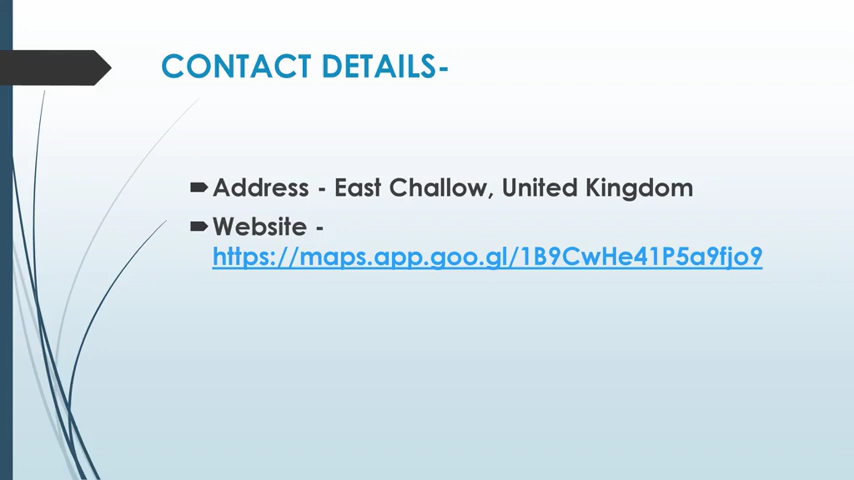 CONTACT DETAILS-
Address - East Challow, United Kingdom
Website -
https://maps.app.goo.gl/1B9CwHe41P5a9fjo9